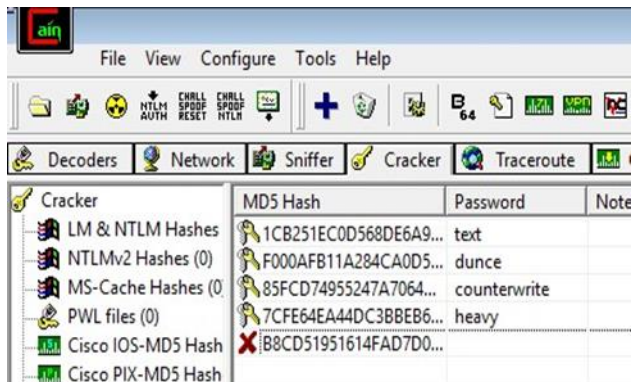 Cain
File View Configure Tools Help
NTLM AUTH CHALL SPOOF RESET CHALL SPOOF NTLM B64 VPN
Decoders Network Sniffer Cracker Traceroute
Cracker MD5 Hash Password Note
LM & NTLM Hashes 1CB251EC0D568DE6A9... text
NTLMv2 Hashes (0) F000AFB11A284CA0D5... dunce
MS-Cache Hashes (0 85FCD74955247A7064... counterwrite
PWL files (0) 7CFE64EA44DC3BBEB6... heavy
Cisco IOS-MD5 Hash B8CD51951614FAD7D0...
Cisco PIX-MD5 Hash